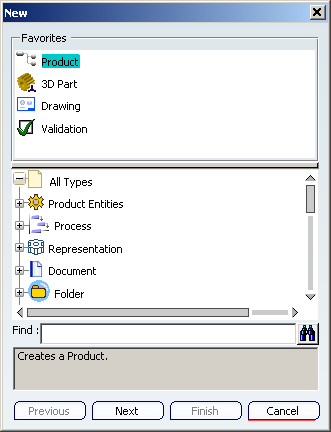 New
Favorites
Product
3D Part
Drawing
Validation
All Types
Product Entities
Process
Representation
Document
Folder
Find :
Creates a Product.
Previous Next Finish Cancel